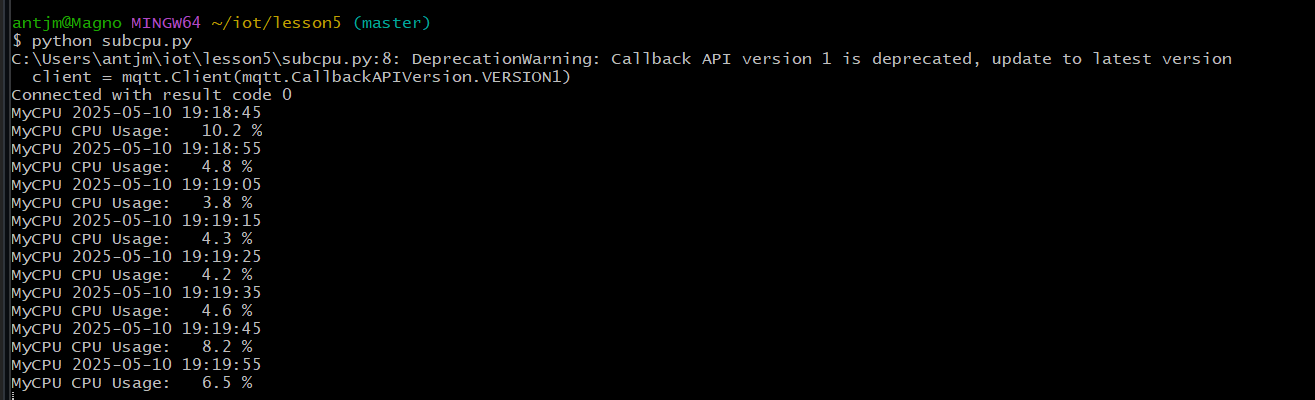 antjm@Magno MINGW64 ~/iot/lesson5 (master)
$ python subcpu.py
C:\Users\antjm\iot\lesson5\subcpu.py:8: DeprecationWarning: Callback API version 1 is deprecated, update to latest version
  client = mqtt.Client(mqtt.CallbackAPIVersion.VERSION1)
Connected with result code 0
MyCPU 2025-05-10 19:18:45
MyCPU CPU Usage:   10.2 %
MyCPU 2025-05-10 19:18:55
MyCPU CPU Usage:   4.8 %
MyCPU 2025-05-10 19:19:05
MyCPU CPU Usage:   3.8 %
MyCPU 2025-05-10 19:19:15
MyCPU CPU Usage:   4.3 %
MyCPU 2025-05-10 19:19:25
MyCPU CPU Usage:   4.2 %
MyCPU 2025-05-10 19:19:35
MyCPU CPU Usage:   4.6 %
MyCPU 2025-05-10 19:19:45
MyCPU CPU Usage:   8.2 %
MyCPU 2025-05-10 19:19:55
MyCPU CPU Usage:   6.5 %